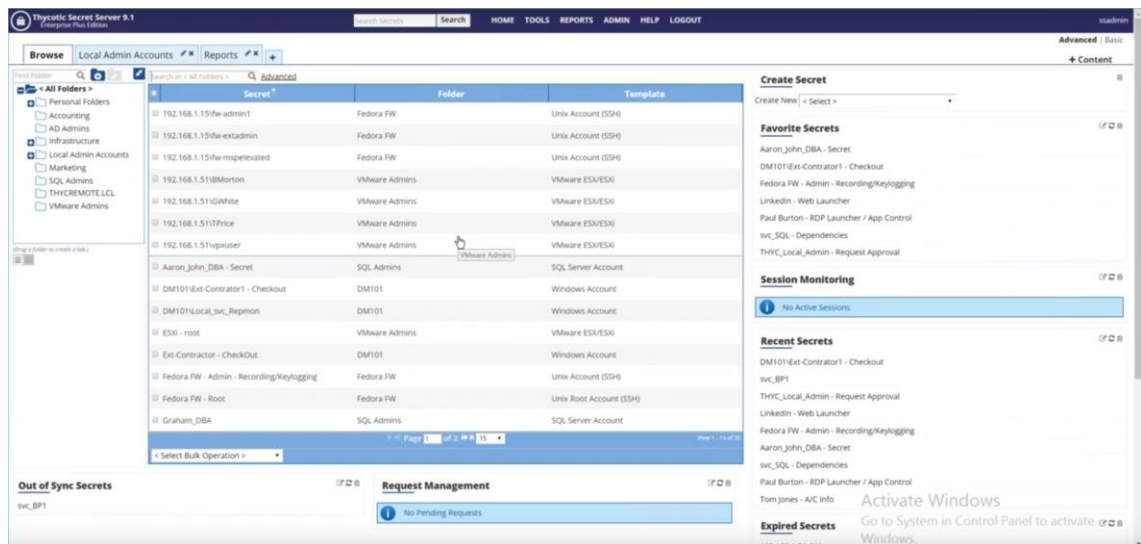 Thycotic Secret Server 9.1
Enterprise Plus Edition
Search Secrets
Search
HOME TOOLS REPORTS ADMIN HELP LOGOUT
ssadmin
Advanced | Basic
Browse
Local Admin Accounts
Reports
+ Content
Find Folder
< All Folders >
Personal Folders
Accounting
AD Admins
Infrastructure
Local Admin Accounts
Marketing
SQL Admins
THYCREMOTE.LCL
VMware Admins
(Drag a folder to create a tab.)
Search in < All Folders >
Advanced
Secret Folder Template
192.168.1.15\fw-admin1 Fedora FW Unix Account (SSH)
192.168.1.15\fw-extadmin Fedora FW Unix Account (SSH)
192.168.1.15\fw-mspelevated Fedora FW Unix Account (SSH)
192.168.1.51\BMorton VMware Admins VMware ESX/ESXi
192.168.1.51\GWhite VMware Admins VMware ESX/ESXi
192.168.1.51\TPrice VMware Admins VMware ESX/ESXi
192.168.1.51\vpxuser VMware Admins VMware ESX/ESXi
VMware Admins
Aaron_John_DBA - Secret SQL Admins SQL Server Account
DM101\Ext-Contrator1 - Checkout DM101 Windows Account
DM101\Local_svc_Repmon DM101 Windows Account
ESXi - root VMware Admins VMware ESX/ESXi
Ext-Contractor - CheckOut DM101 Windows Account
Fedora FW - Admin - Recording/Keylogging Fedora FW Unix Account (SSH)
Fedora FW - Root Fedora FW Unix Root Account (SSH)
Graham_DBA SQL Admins SQL Server Account
Page 1 of 3 15
< Select Bulk Operation >
Create Secret
Create New < Select >
Favorite Secrets
Aaron_John_DBA - Secret
DM101\Ext-Contrator1 - Checkout
Fedora FW - Admin - Recording/Keylogging
LinkedIn - Web Launcher
Paul Burton - RDP Launcher / App Control
svc_SQL - Dependencies
THYC_Local_Admin - Request Approval
Session Monitoring
No Active Sessions
Recent Secrets
DM101\Ext-Contrator1 - Checkout
svc_BP1
THYC_Local_Admin - Request Approval
LinkedIn - Web Launcher
Fedora FW - Admin - Recording/Keylogging
Aaron_John_DBA - Secret
svc_SQL - Dependencies
Paul Burton - RDP Launcher / App Control
Tom Jones - A/C Info
Expired Secrets
Out of Sync Secrets
svc_BP1
Request Management
No Pending Requests
Activate Windows
Go to System in Control Panel to activate
Windows.